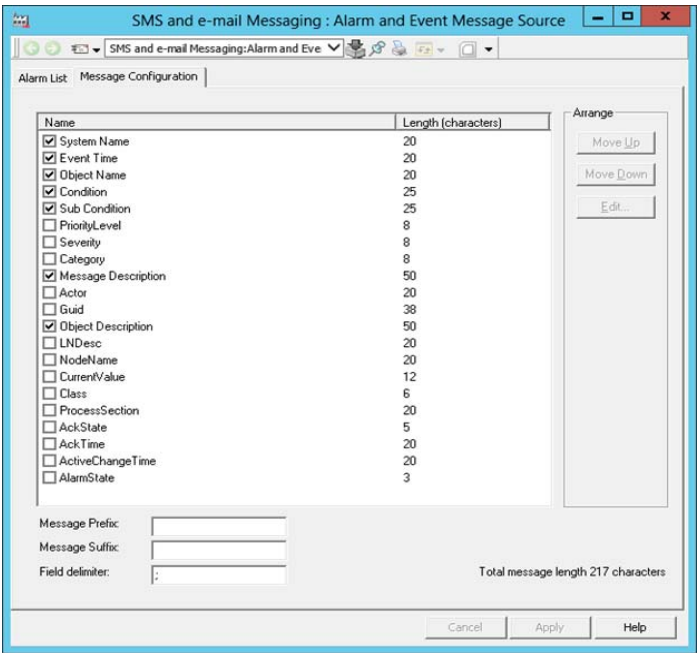 SMS and e-mail Messaging : Alarm and Event Message Source
SMS and e-mail Messaging:Alarm and Eve
Alarm List Message Configuration
Name Length (characters)
System Name 20
Event Time 20
Object Name 20
Condition 25
Sub Condition 25
PriorityLevel 8
Severity 8
Category 8
Message Description 50
Actor 20
Guid 38
Object Description 50
LNDesc 20
NodeName 20
CurrentValue 12
Class 6
ProcessSection 20
AckState 5
AckTime 20
ActiveChangeTime 20
AlarmState 3
Arrange
Move Up
Move Down
Edit...
Message Prefix:
Message Suffix:
Field delimiter: ;
Total message length 217 characters
Cancel Apply Help